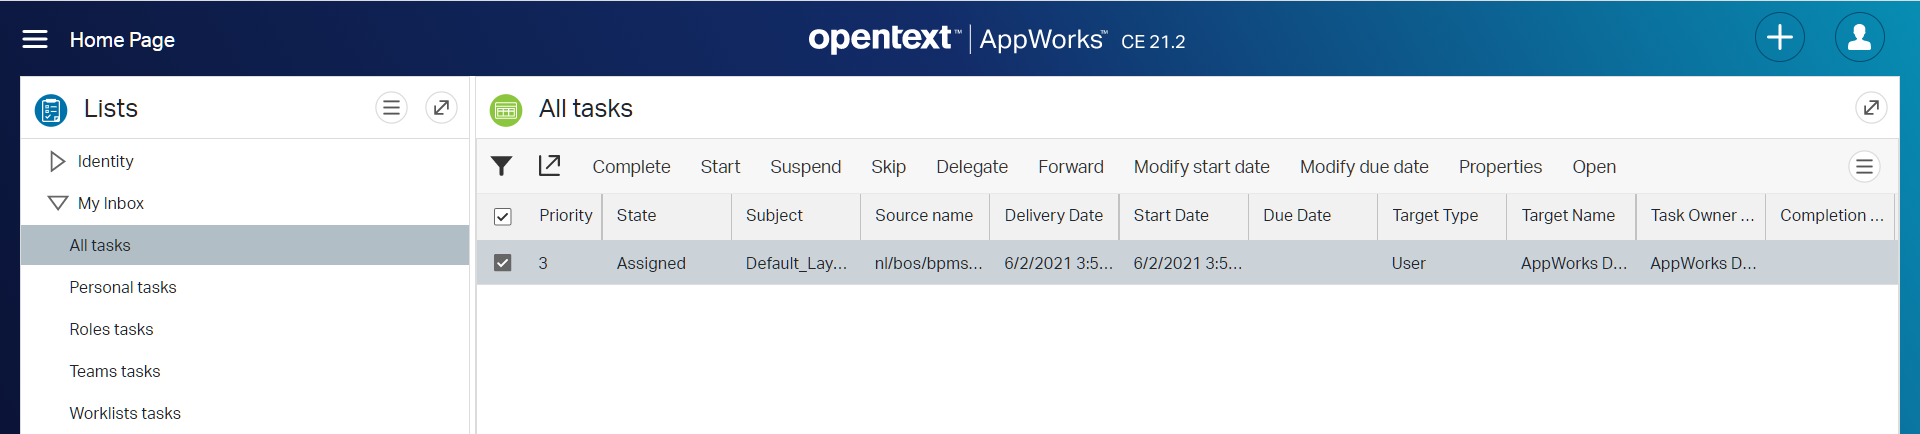 Home Page
opentext™ | AppWorks™ CE 21.2
Lists
Identity
My Inbox
All tasks
Personal tasks
Roles tasks
Teams tasks
Worklists tasks
All tasks
Complete Start Suspend Skip Delegate Forward Modify start date Modify due date Properties Open
Priority State Subject Source name Delivery Date Start Date Due Date Target Type Target Name Task Owner ... Completion ...
3 Assigned Default_Lay... nl/bos/bpms... 6/2/2021 3:5... 6/2/2021 3:5... User AppWorks D... AppWorks D...